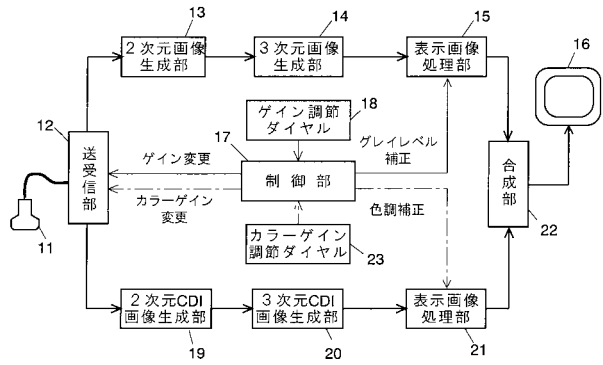 13
14
15
16
2次元画像
生成部
3次元画像
生成部
表示画像
処理部
18
ゲイン調節
ダイヤル
12
送受信部
17
ゲイン変更
制御部
グレイレベル
補正
カラーゲイン
変更
色調補正
合成部
22
11
カラーゲイン
調節ダイヤル
23
2次元CDI
画像生成部
3次元CDI
画像生成部
表示画像
処理部
19
20
21